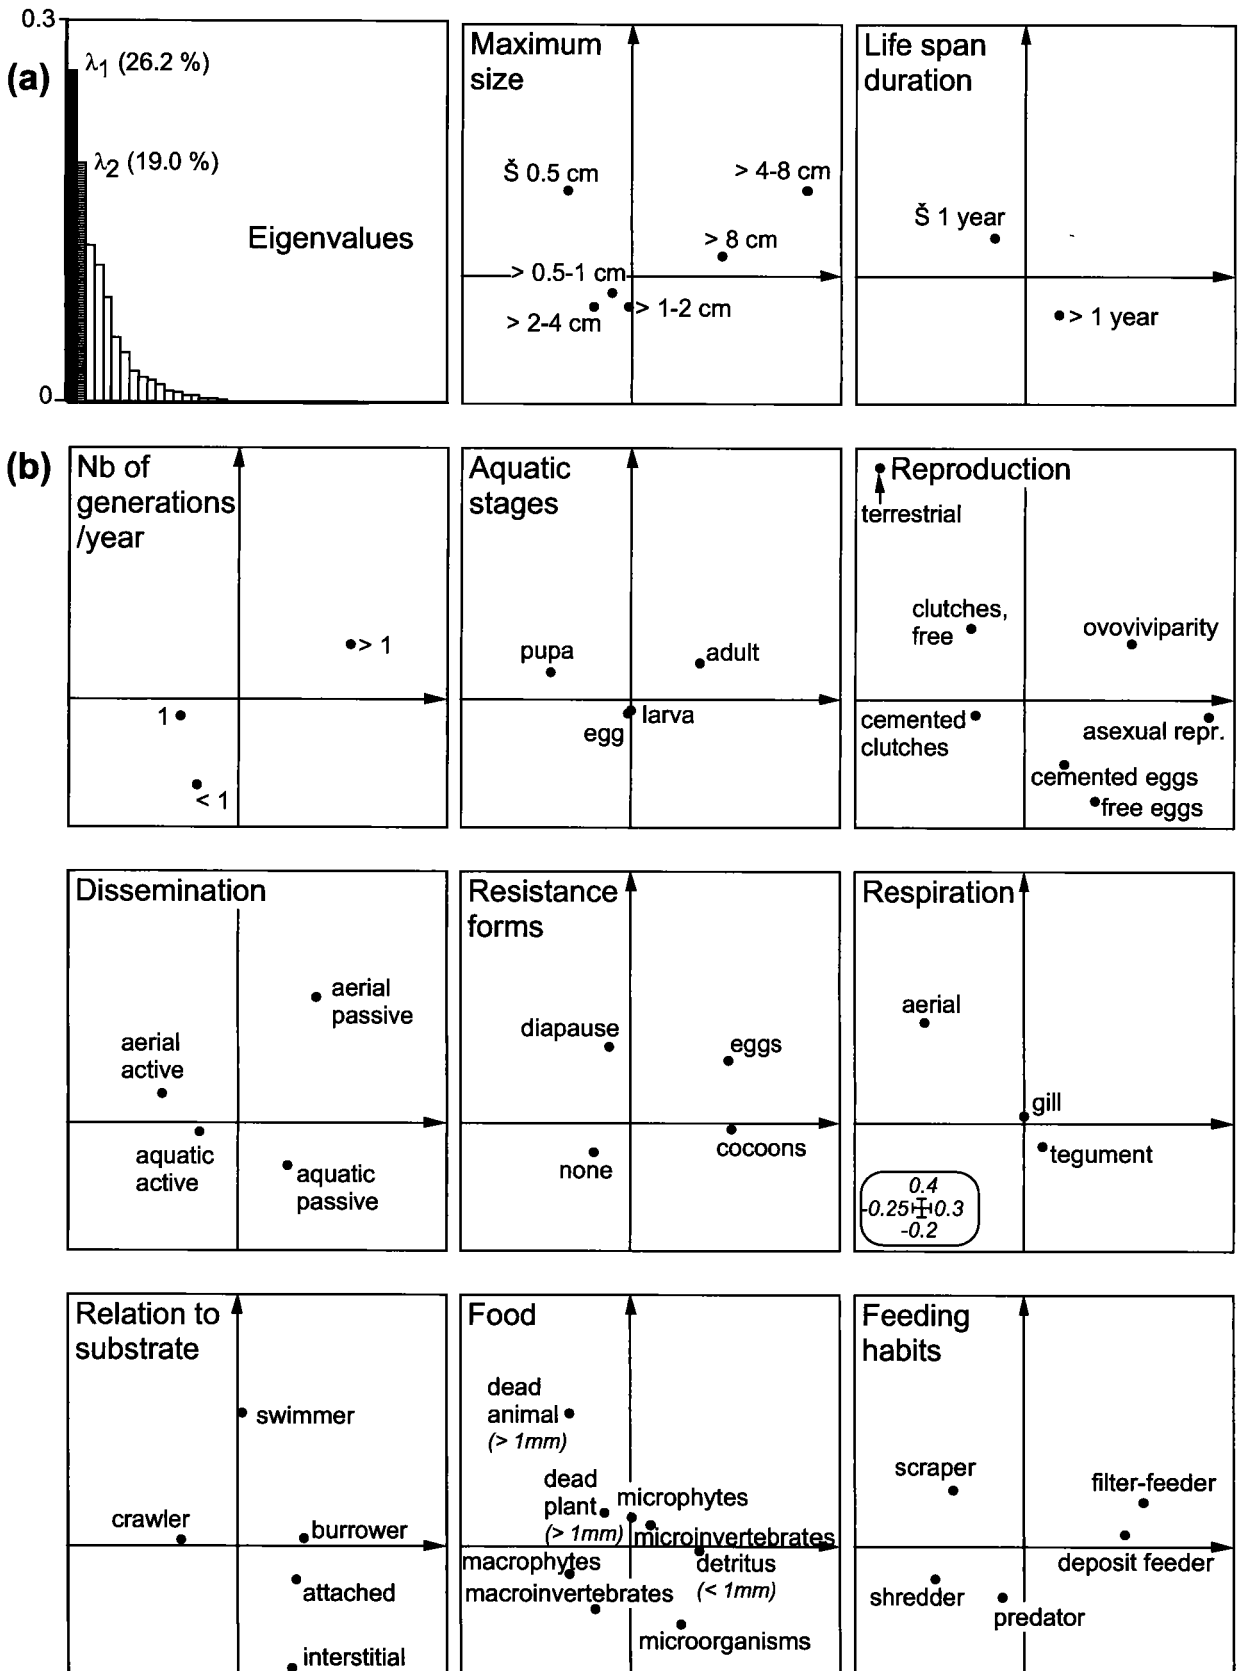 0.3
(a)
λ1 (26.2 %)
λ2 (19.0 %)
Eigenvalues
0
Maximum
size
Š 0.5 cm
> 4-8 cm
> 8 cm
> 0.5-1 cm
> 1-2 cm
> 2-4 cm
Life span
duration
Š 1 year
> 1 year
(b)
Nb of
generations
/year
> 1
1
< 1
Aquatic
stages
pupa
adult
larva
egg
Reproduction
terrestrial
clutches,
free
ovoviviparity
cemented
clutches
asexual repr.
cemented eggs
free eggs
Dissemination
aerial
passive
aerial
active
aquatic
active
aquatic
passive
Resistance
forms
diapause
eggs
cocoons
none
Respiration
aerial
gill
tegument
0.4
-0.25 0.3
-0.2
Relation to
substrate
swimmer
crawler
burrower
attached
interstitial
Food
dead
animal
(> 1mm)
dead
plant
(> 1mm)
microphytes
microinvertebrates
macrophytes
detritus
(< 1mm)
macroinvertebrates
microorganisms
Feeding
habits
scraper
filter-feeder
deposit feeder
shredder
predator